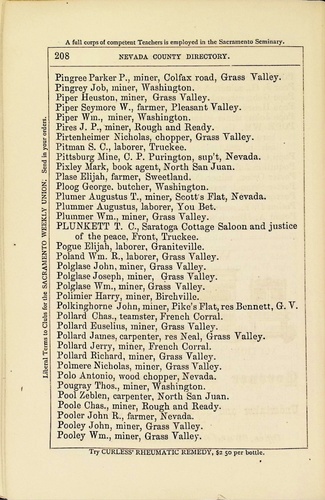 A full corps of competent Teachers is employed in the Sacramento Seminary.
208 NEVADA COUNTY DIRECTORY.
Pingree Parker P., miner, Colfax road, Grass Valley.
Pingrey Job, miner, Washington.
Piper Heuston, miner, Grass Valley.
Piper Seymore W., farmer, Pleasant Valley.
Piper Wm., miner, Washington.
Pires J. P., miner, Rough and Ready.
Pirtenheimer Nicholas, chopper, Grass Valley.
Pitman S. C., laborer, Truckee.
Pittsburg Mine, C. P. Purington, sup't, Nevada.
Pixley Mark, book agent, North San Juan.
Plase Elijah, farmer, Sweetland.
Ploog George. butcher, Washington.
Plumer Augustus T., miner, Scott's Flat, Nevada.
Plummer Augustus, laborer, You Bet.
Plummer Wm., miner, Grass Valley.
PLUNKETT T. C., Saratoga Cottage Saloon and justice
of the peace, Front, Truckee.
Pogue Elijah, laborer, Graniteville.
Poland Wm. R., laborer, Grass Valley.
Polglase John, miner, Grass Valley.
Polglase Joseph, miner, Grass Valley.
Polglase Wm., miner, Grass Valley.
Polimier Harry, miner, Birchville.
Polkinghorne John, miner, Pike's Flat, res Bennett, G. V.
Pollard Chas., teamster, French Corral.
Pollard Euselius, miner, Grass Valley.
Pollard James, carpenter, res Neal, Grass Valley.
Pollard Jerry, miner, French Corral.
Pollard Richard, miner, Grass Valley.
Polmere Nicholas, miner, Grass Valley.
Polo Antonio, wood chopper, Nevada.
Pougray Thos., miner, Washington.
Pool Zeblen, carpenter, North San Juan.
Poole Chas., miner, Rough and Ready.
Pooler John R., farmer, Nevada.
Pooley John, miner, Grass Valley.
Pooley Wm., miner, Grass Valley.
Try CURLESS' RHEUMATIC REMEDY, $2 50 per bottle.
Liberal Terms to Clubs for the SACRAMENTO WEEKLY UNION. Send in your orders.